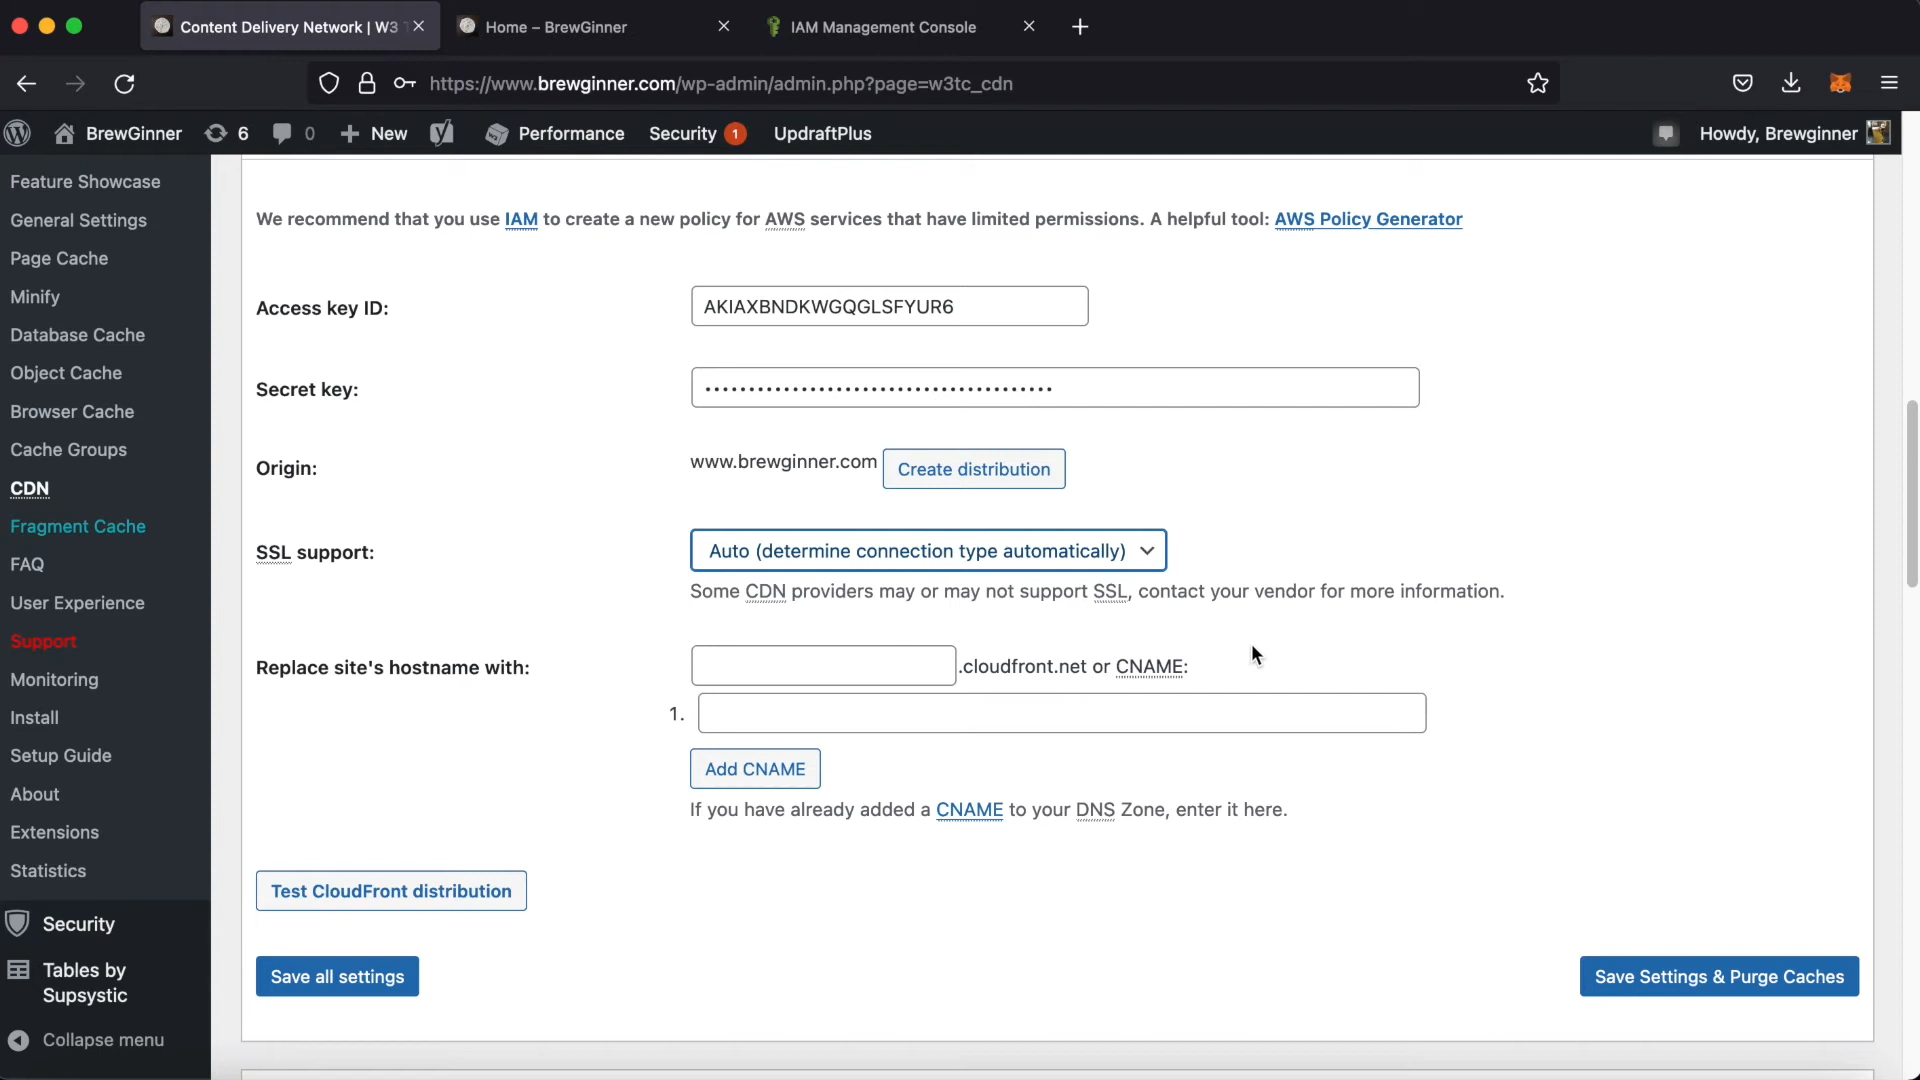 Content Delivery Network | W3 T
Home – BrewGinner
IAM Management Console
https://www.brewginner.com/wp-admin/admin.php?page=w3tc_cdn
BrewGinner 6 0 New Performance Security 1 UpdraftPlus Howdy, Brewginner
Feature Showcase
General Settings
Page Cache
Minify
Database Cache
Object Cache
Browser Cache
Cache Groups
CDN
Fragment Cache
FAQ
User Experience
Support
Monitoring
Install
Setup Guide
About
Extensions
Statistics
Security
Tables by
Supsystic
Collapse menu
We recommend that you use IAM to create a new policy for AWS services that have limited permissions. A helpful tool: AWS Policy Generator
Access key ID: AKIAXBNDKWGQGLSFYUR6
Secret key: ••••••••••••••••••••••••••••••••••••••••
Origin: www.brewginner.com Create distribution
SSL support: Auto (determine connection type automatically)
Some CDN providers may or may not support SSL, contact your vendor for more information.
Replace site's hostname with: .cloudfront.net or CNAME:
1.
Add CNAME
If you have already added a CNAME to your DNS Zone, enter it here.
Test CloudFront distribution
Save all settings Save Settings & Purge Caches